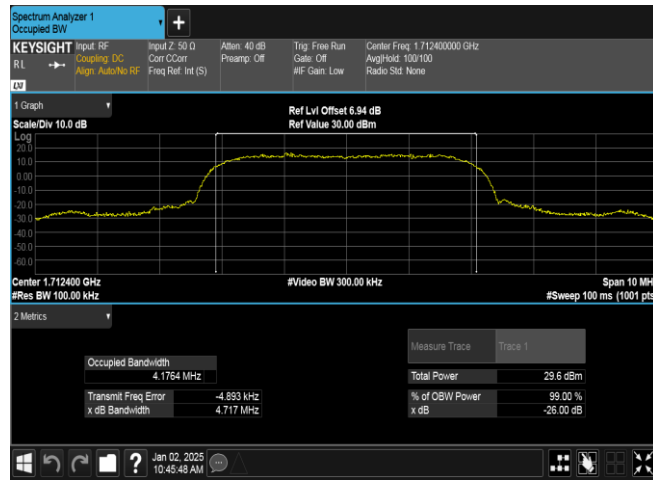 Spectrum Analyzer 1
Occupied BW
KEYSIGHT
RL
LXI
Input: RF
Coupling: DC
Align: Auto/No RF
Input Z: 50 Ω
Corr CCorr
Freq Ref: Int (S)
Atten: 40 dB
Preamp: Off
Trig: Free Run
Gate: Off
#IF Gain: Low
Center Freq: 1.712400000 GHz
Avg|Hold: 100/100
Radio Std: None
1 Graph
Scale/Div 10.0 dB
Ref Lvl Offset 6.94 dB
Ref Value 30.00 dBm
Log
20.0
10.0
0.00
-10.0
-20.0
-30.0
-40.0
-50.0
-60.0
Center 1.712400 GHz
#Res BW 100.00 kHz
#Video BW 300.00 kHz
Span 10 MH
#Sweep 100 ms (1001 pts
2 Metrics
Measure Trace Trace 1
Occupied Bandwidth
4.1764 MHz
Total Power 29.6 dBm
Transmit Freq Error -4.893 kHz
% of OBW Power 99.00 %
x dB Bandwidth 4.717 MHz
x dB -26.00 dB
?
Jan 02, 2025
10:45:48 AM